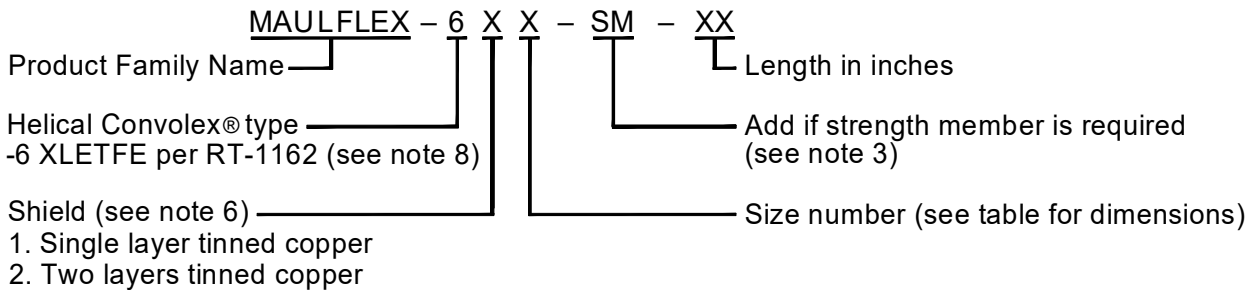 MAULFLEX – 6 X X – SM – XX
Product Family Name
Length in inches
Helical Convolex® type
-6 XLETFE per RT-1162 (see note 8)
Add if strength member is required
(see note 3)
Shield (see note 6)
1. Single layer tinned copper
2. Two layers tinned copper
Size number (see table for dimensions)